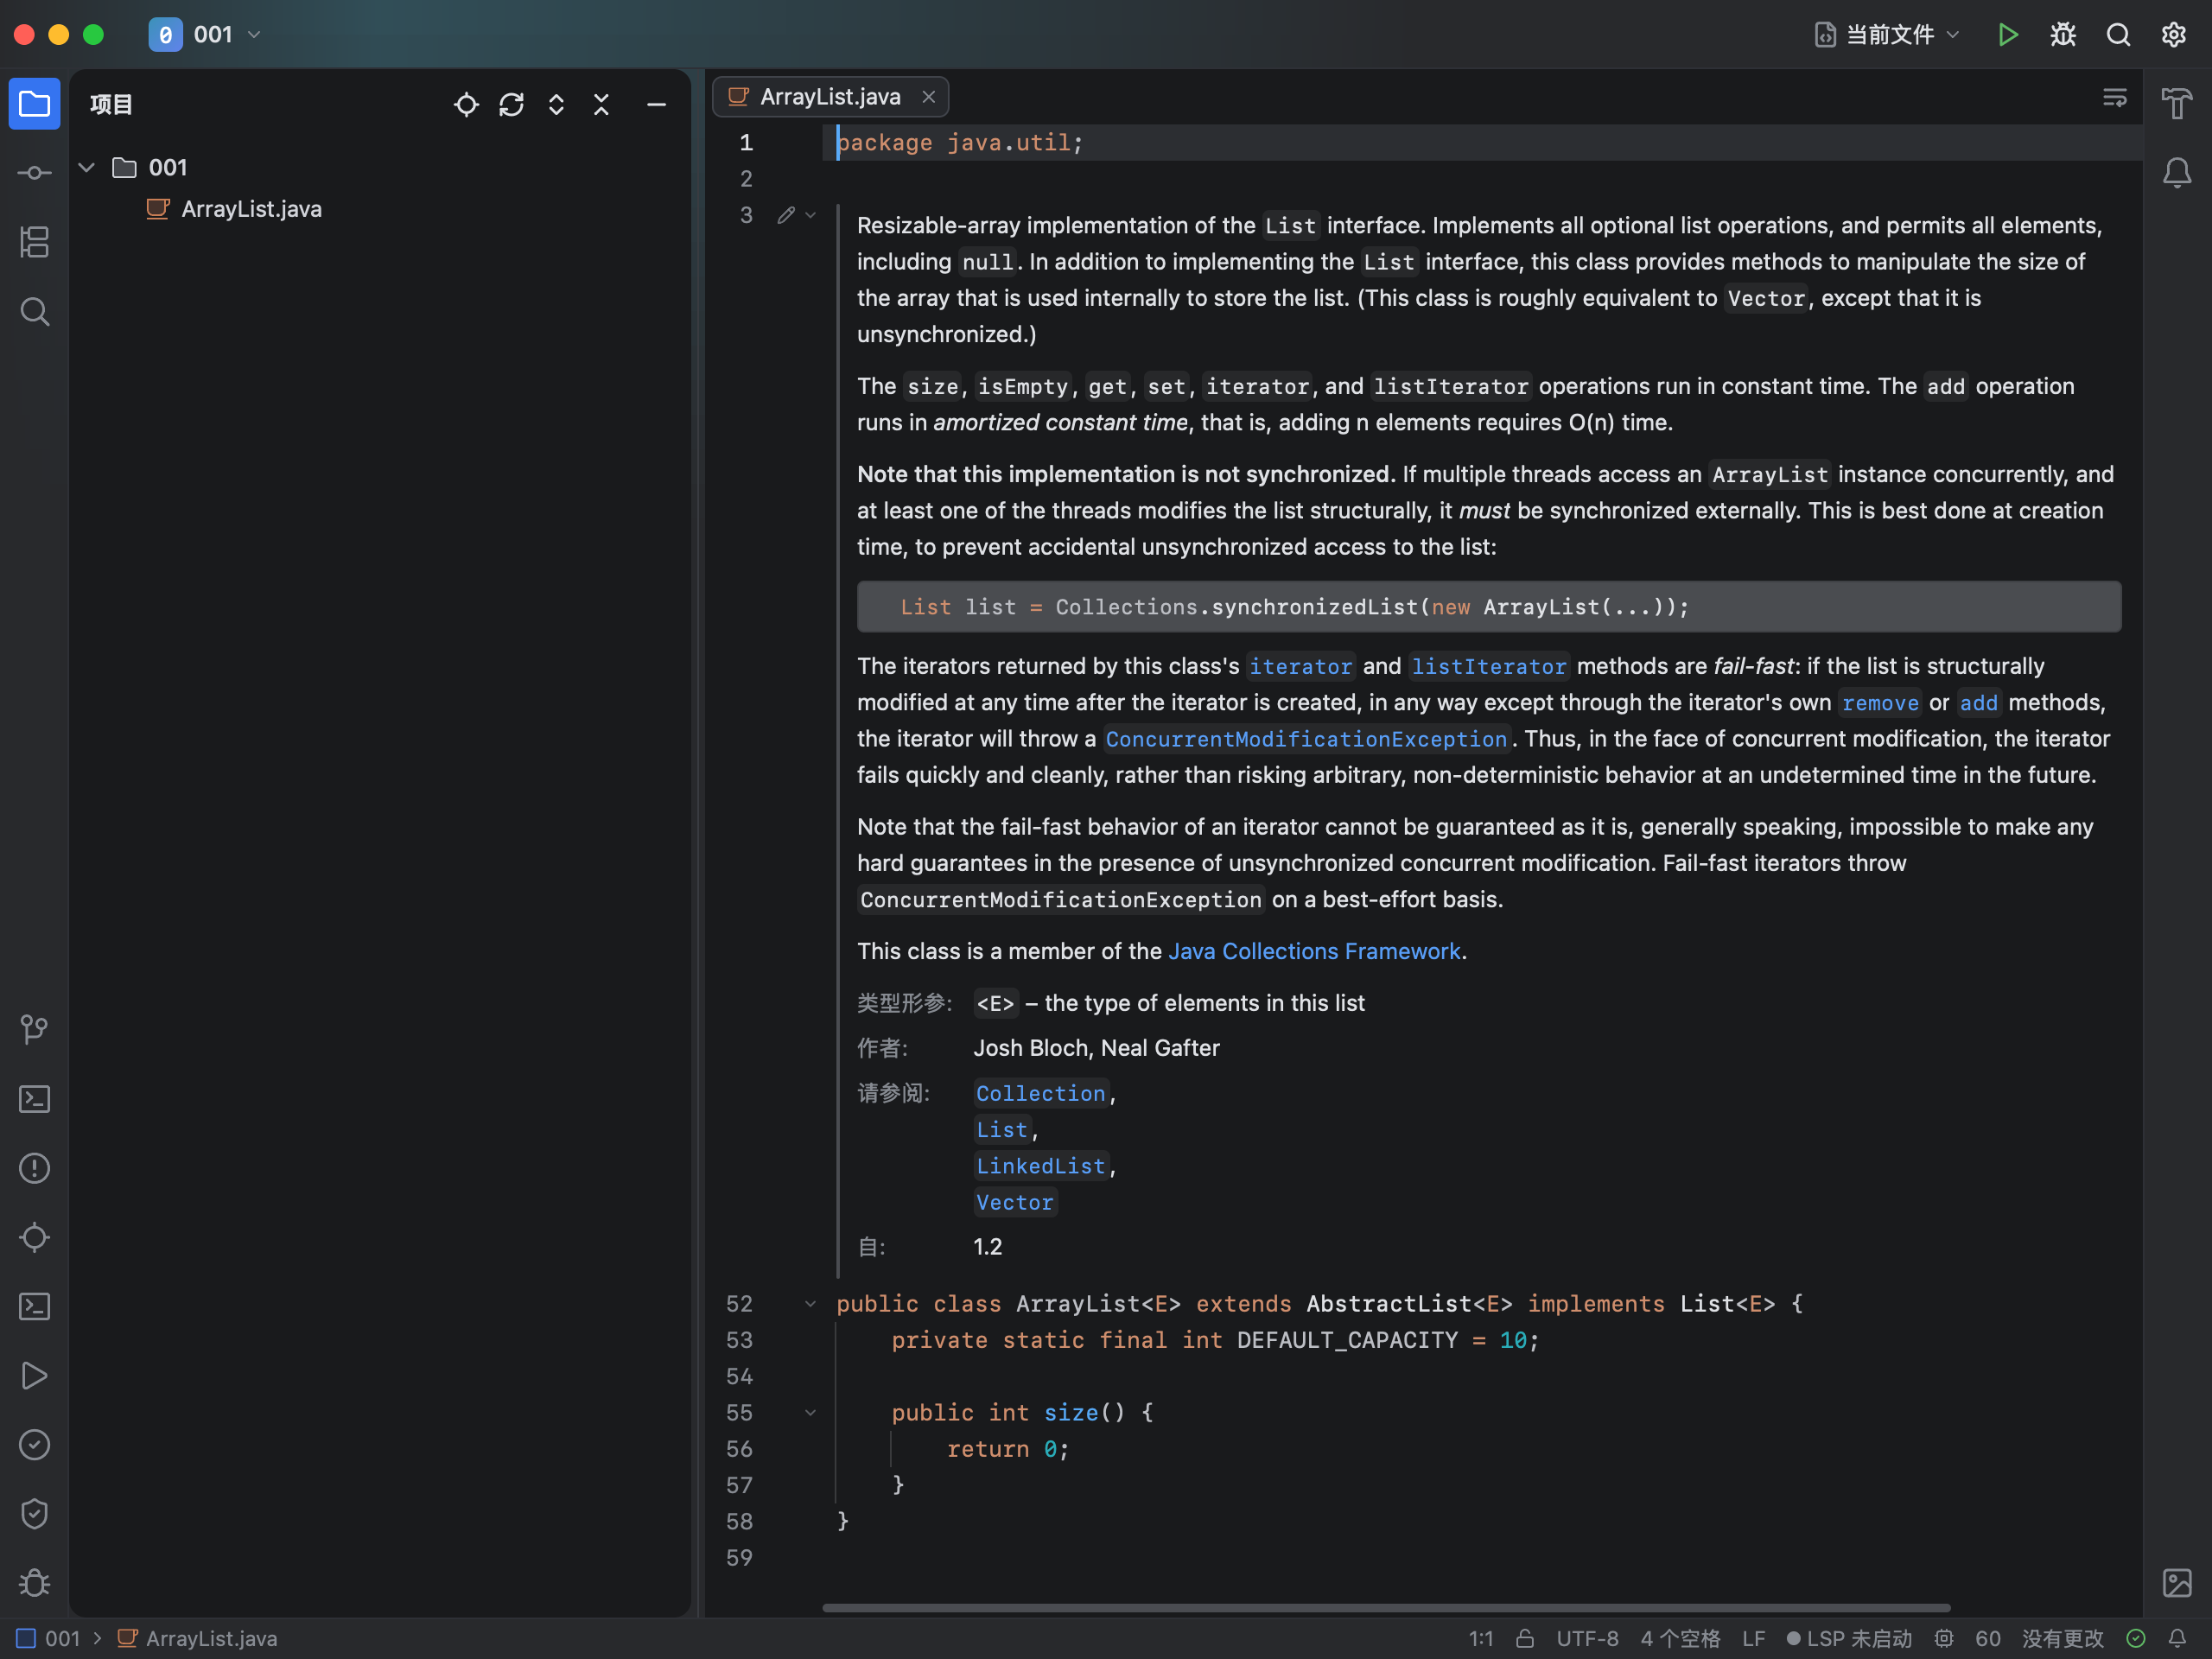 0 001 当前文件
项目
001
ArrayList.java
ArrayList.java
1 package java.util;
2
3
Resizable-array implementation of the List interface. Implements all optional list operations, and permits all elements,
including null. In addition to implementing the List interface, this class provides methods to manipulate the size of
the array that is used internally to store the list. (This class is roughly equivalent to Vector, except that it is
unsynchronized.)
The size, isEmpty, get, set, iterator, and listIterator operations run in constant time. The add operation
runs in amortized constant time, that is, adding n elements requires O(n) time.
Note that this implementation is not synchronized. If multiple threads access an ArrayList instance concurrently, and
at least one of the threads modifies the list structurally, it must be synchronized externally. This is best done at creation
time, to prevent accidental unsynchronized access to the list:
List list = Collections.synchronizedList(new ArrayList(...));
The iterators returned by this class's iterator and listIterator methods are fail-fast: if the list is structurally
modified at any time after the iterator is created, in any way except through the iterator's own remove or add methods,
the iterator will throw a ConcurrentModificationException. Thus, in the face of concurrent modification, the iterator
fails quickly and cleanly, rather than risking arbitrary, non-deterministic behavior at an undetermined time in the future.
Note that the fail-fast behavior of an iterator cannot be guaranteed as it is, generally speaking, impossible to make any
hard guarantees in the presence of unsynchronized concurrent modification. Fail-fast iterators throw
ConcurrentModificationException on a best-effort basis.
This class is a member of the Java Collections Framework.
类型形参: <E> – the type of elements in this list
作者: Josh Bloch, Neal Gafter
请参阅: Collection,
List,
LinkedList,
Vector
自: 1.2
52 public class ArrayList<E> extends AbstractList<E> implements List<E> {
53 private static final int DEFAULT_CAPACITY = 10;
54
55 public int size() {
56 return 0;
57 }
58 }
59
001 ArrayList.java 1:1 UTF-8 4 个空格 LF LSP 未启动 60 没有更改